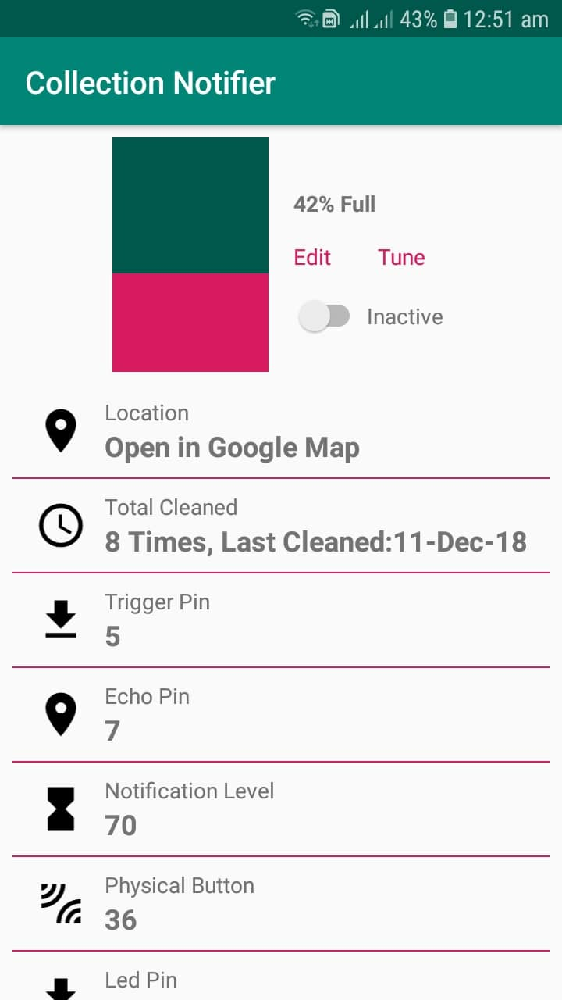 43% 12:51 am
Collection Notifier
42% Full
Edit Tune
Inactive
Location
Open in Google Map
Total Cleaned
8 Times, Last Cleaned:11-Dec-18
Trigger Pin
5
Echo Pin
7
Notification Level
70
Physical Button
36
Led Pin